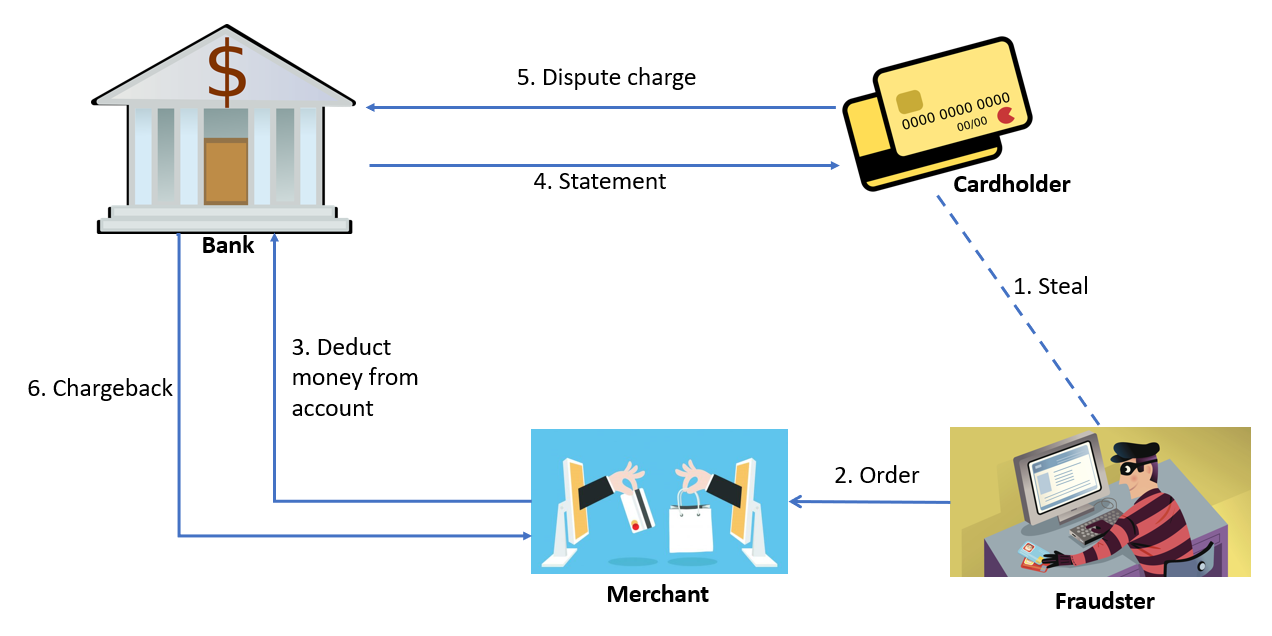 $
5. Dispute charge
0000 0000 0000
00/00
4. Statement
Cardholder
Bank
1. Steal
3. Deduct
money from
account
6. Chargeback
2. Order
Merchant
Fraudster